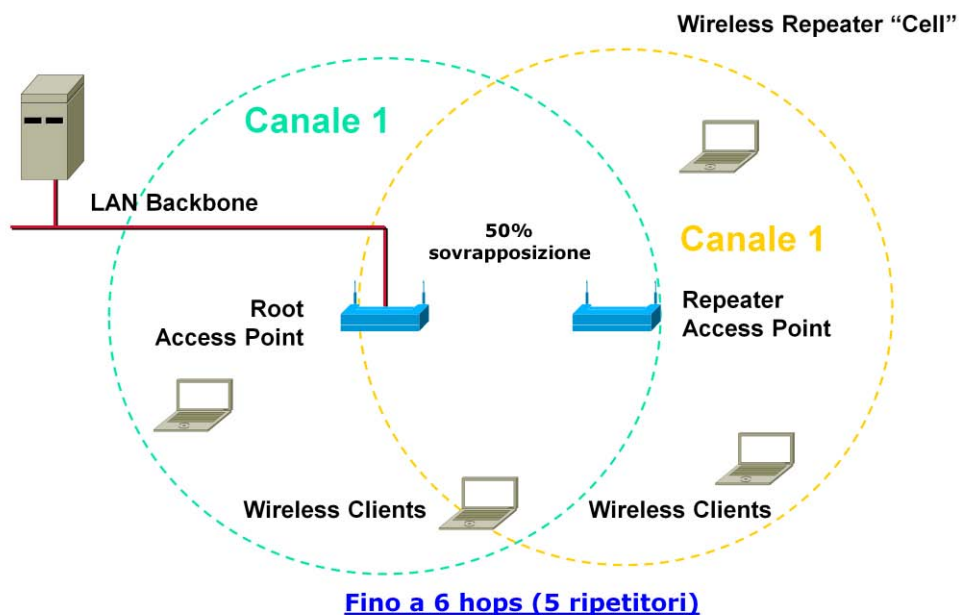 Wireless Repeater “Cell”
Canale 1
LAN Backbone
50%
sovrapposizione
Canale 1
Root
Access Point
Repeater
Access Point
Wireless Clients
Wireless Clients
Fino a 6 hops (5 ripetitori)